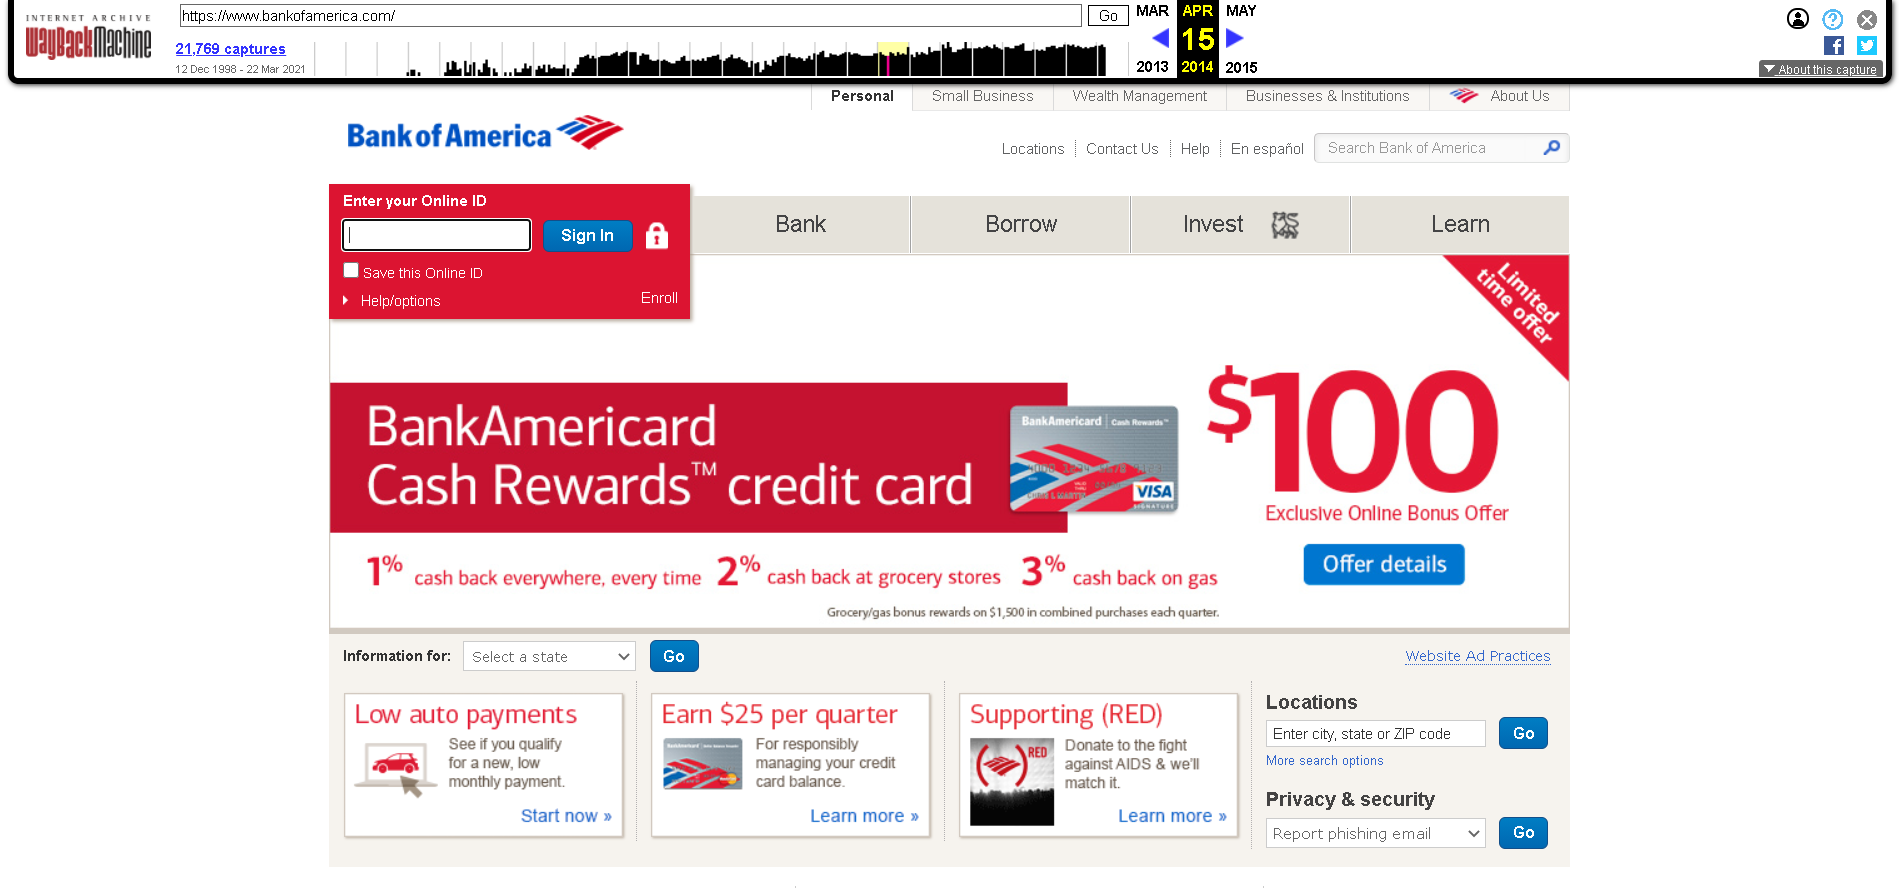 INTERNET ARCHIVE
WayBackMachine
https://www.bankofamerica.com/
Go
MAR APR MAY
21,769 captures
15
12 Dec 1998 - 22 Mar 2021
2013 2014 2015
About this capture
Personal
Small Business
Wealth Management
Businesses & Institutions
About Us
Bank of America
Locations
Contact Us
Help
En español
Search Bank of America
Enter your Online ID
Sign In
Save this Online ID
Help/options
Enroll
Bank
Borrow
Invest
Learn
Limited
time offer
BankAmericard
Cash Rewards™ credit card
BankAmericard Cash Rewards™
VISA
SIGNATURE
$100
Exclusive Online Bonus Offer
Offer details
1% cash back everywhere, every time 2% cash back at grocery stores 3% cash back on gas
Grocery/gas bonus rewards on $1,500 in combined purchases each quarter.
Information for:
Select a state
Go
Website Ad Practices
Low auto payments
See if you qualify
for a new, low
monthly payment.
Start now »
Earn $25 per quarter
For responsibly
managing your credit
card balance.
Learn more »
Supporting (RED)
RED
Donate to the fight
against AIDS & we'll
match it.
Learn more »
Locations
Enter city, state or ZIP code
Go
More search options
Privacy & security
Report phishing email
Go